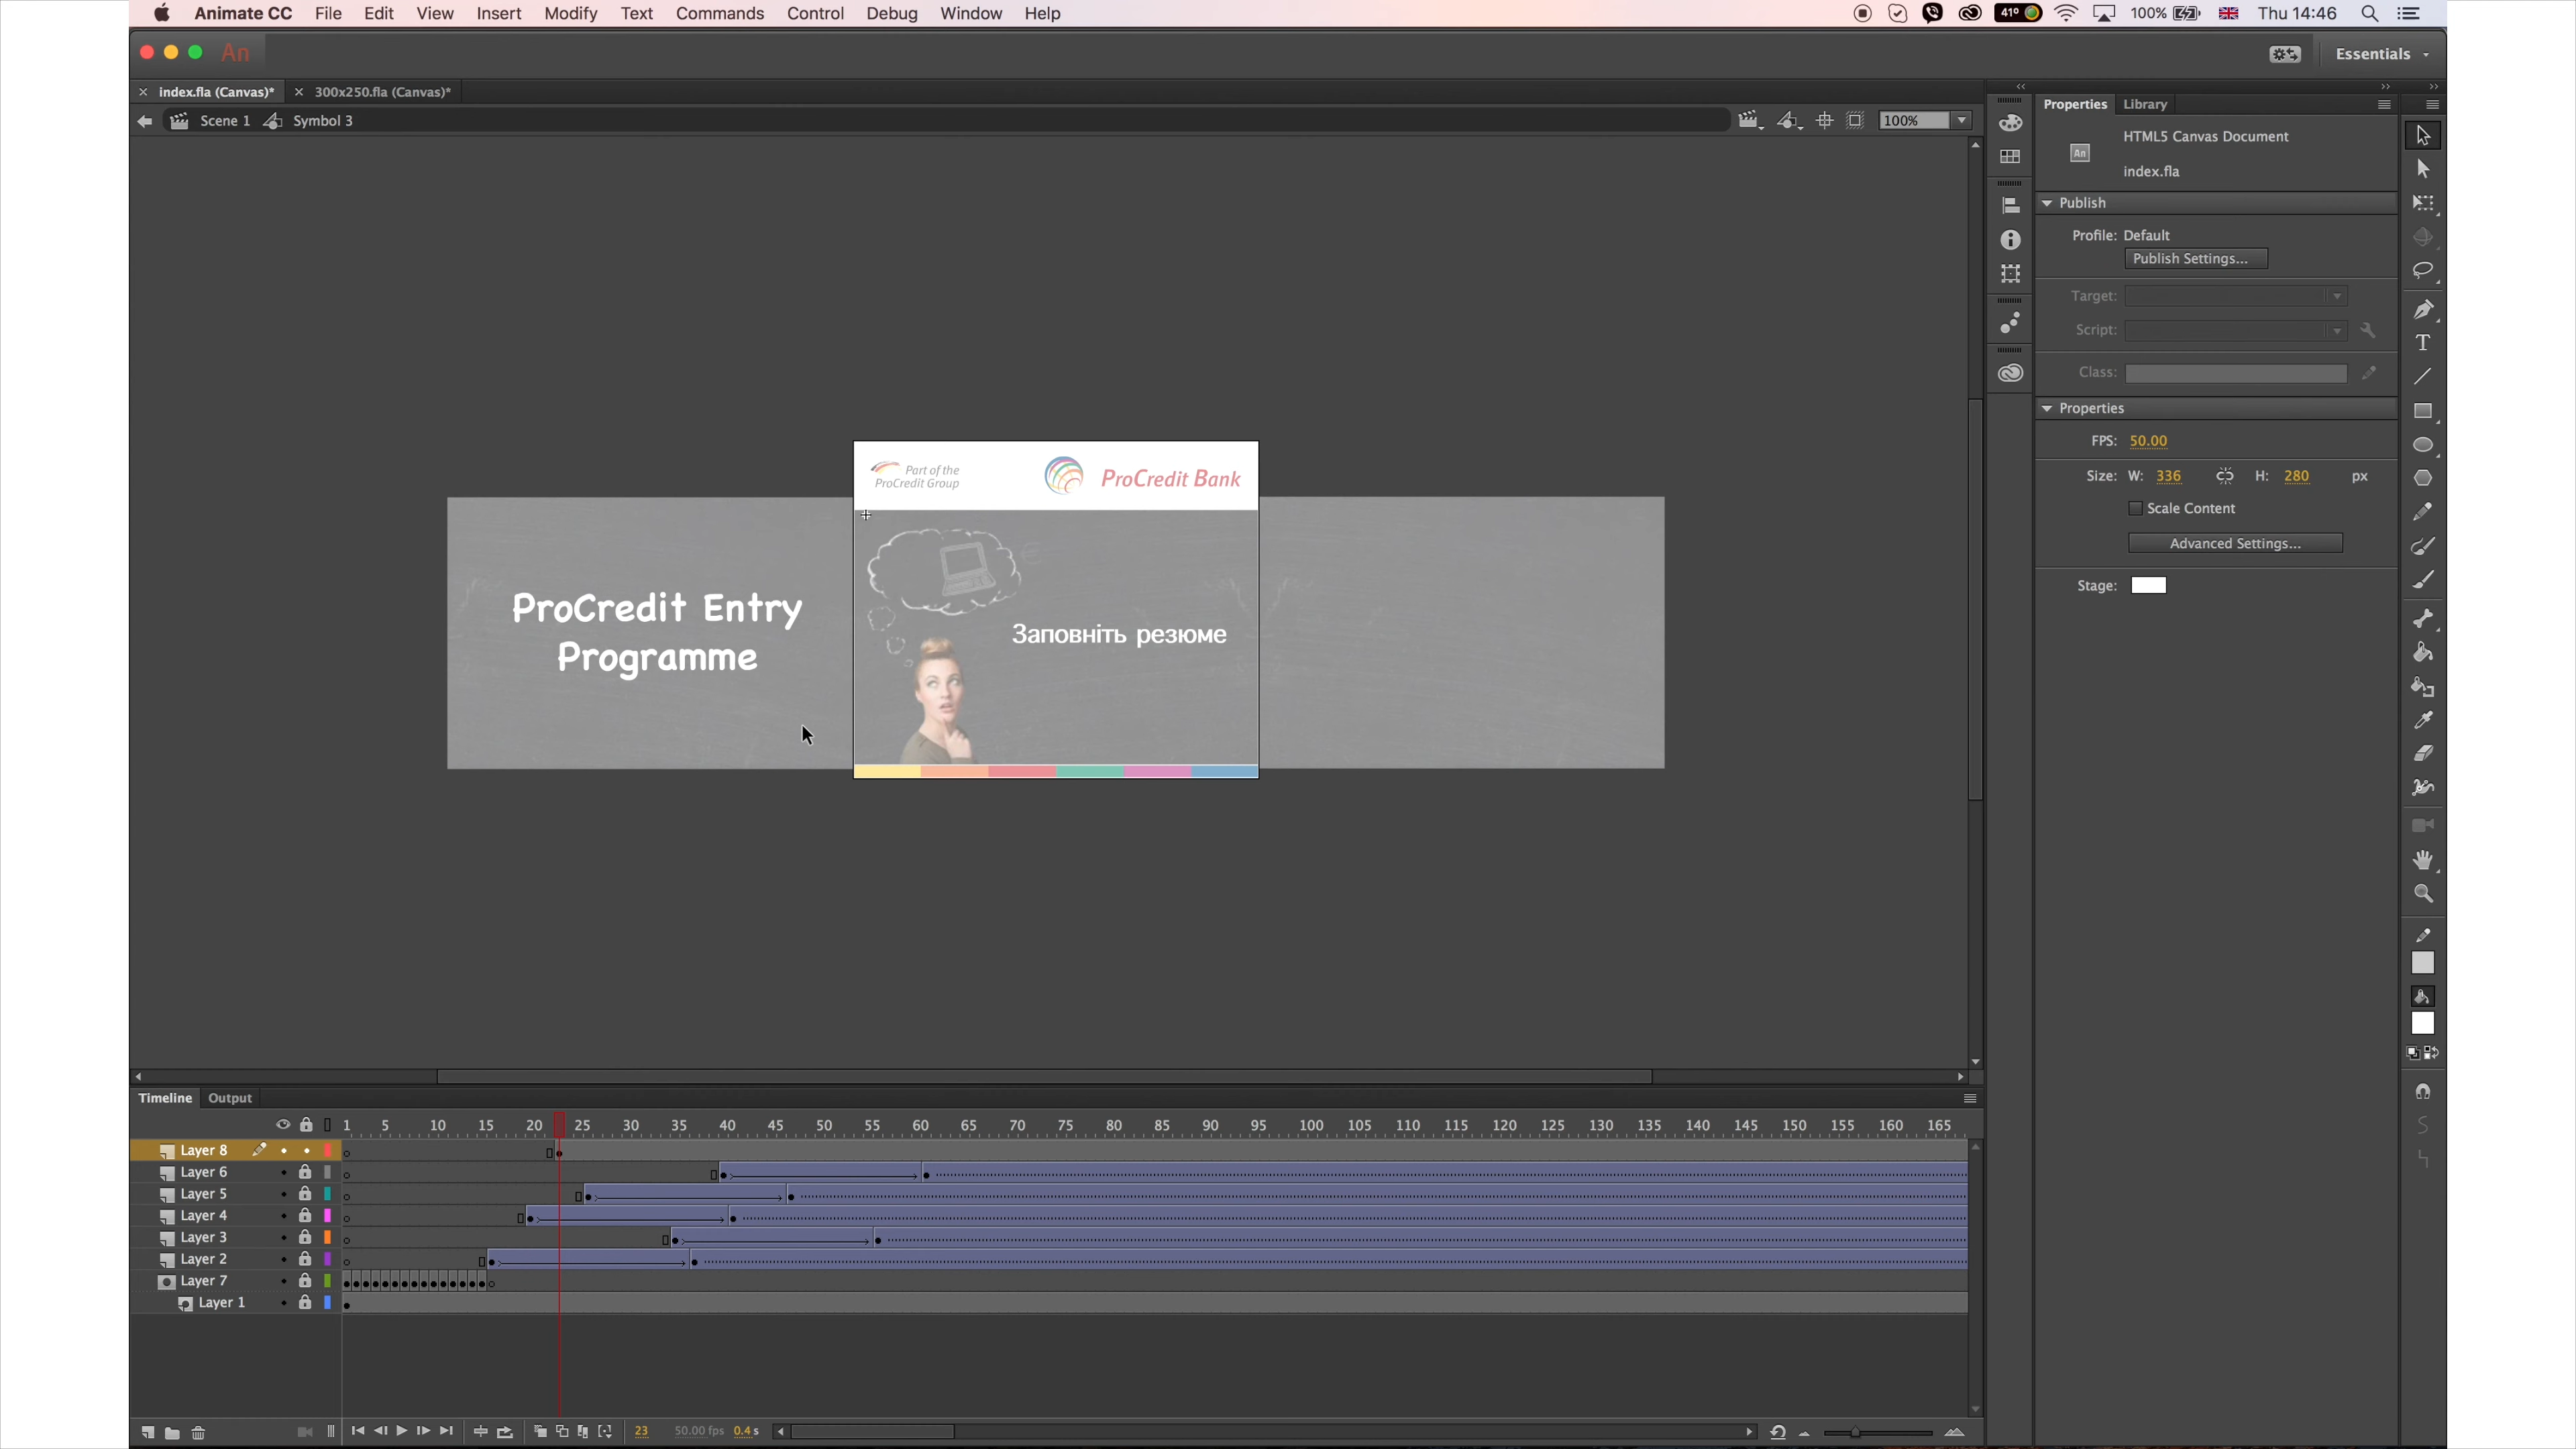 Animate CC File Edit View Insert Modify Text Commands Control Debug Window Help 41° 100% Thu 14:46
An Essentials
index.fla (Canvas)* 300x250.fla (Canvas)*
Scene 1 Symbol 3 100%
Properties Library
An HTML5 Canvas Document
index.fla
Publish
Profile: Default
Publish Settings...
Target:
Script:
Class:
Properties
FPS: 50.00
Size: W: 336 H: 280 px
Scale Content
Advanced Settings...
Stage:
Part of the
ProCredit Group
ProCredit Bank
ProCredit Entry
Programme
Заповніть резюме
Timeline Output
1 5 10 15 20 25 30 35 40 45 50 55 60 65 70 75 80 85 90 95 100 105 110 115 120 125 130 135 140 145 150 155 160 165
Layer 8
Layer 6
Layer 5
Layer 4
Layer 3
Layer 2
Layer 7
Layer 1
23 50.00 fps 0.4 s